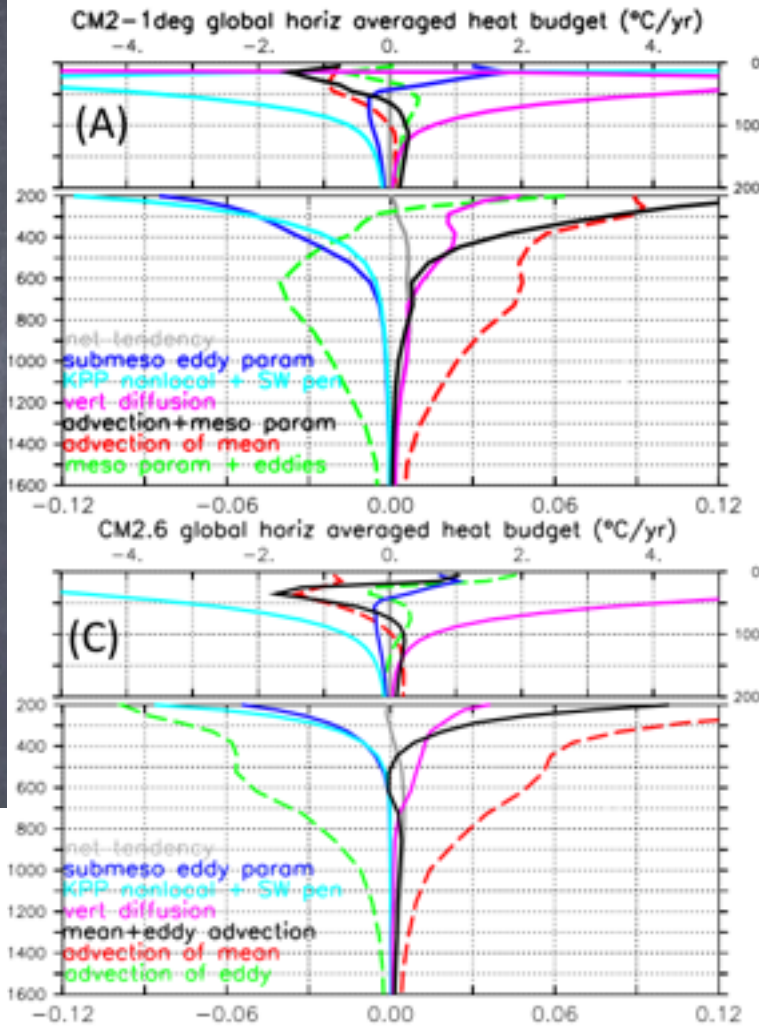 CM2-1deg global horiz averaged heat budget (°C/yr)
-4. -2. 0. 2. 4.
0
(A)
100
200
200
400
600
800
net tendency
1000 submeso eddy param
KPP nonlocal + SW pen
1200 vert diffusion
advection+meso param
1400 advection of mean
meso param + eddies
1600
-0.12 -0.06 0.00 0.06 0.12
CM2.6 global horiz averaged heat budget (°C/yr)
-4. -2. 0. 2. 4.
0
(C)
100
200
200
400
600
800
net tendency
1000 submeso eddy param
KPP nonlocal + SW pen
1200 vert diffusion
mean+eddy advection
1400 advection of mean
advection of eddy
1600
-0.12 -0.06 0.00 0.06 0.12